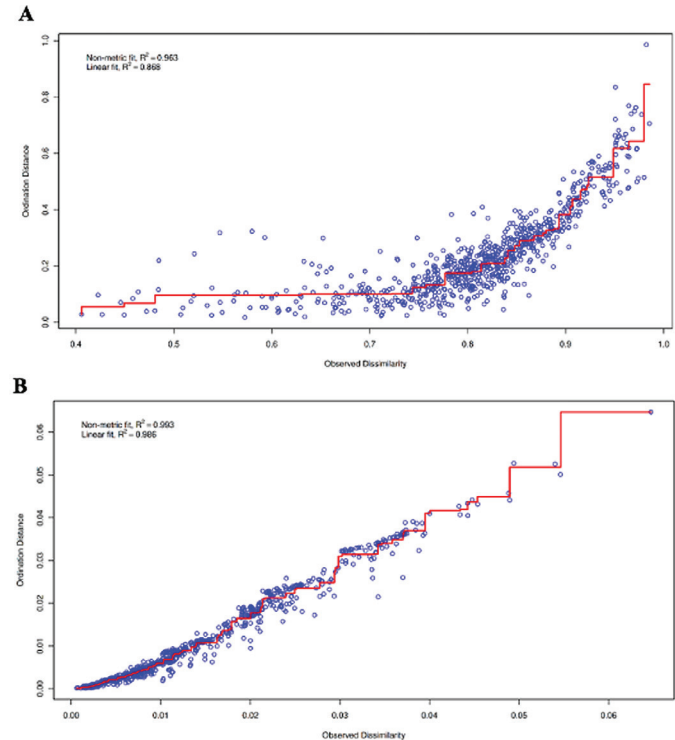 A
Non-metric fit, R² = 0.963
Linear fit, R² = 0.868
Ordination Distance
1.0
0.8
0.6
0.4
0.2
0.0
0.4 0.5 0.6 0.7 0.8 0.9 1.0
Observed Dissimilarity
B
Non-metric fit, R² = 0.993
Linear fit, R² = 0.986
Ordination Distance
0.06
0.05
0.04
0.03
0.02
0.01
0.00
0.00 0.01 0.02 0.03 0.04 0.05 0.06
Observed Dissimilarity